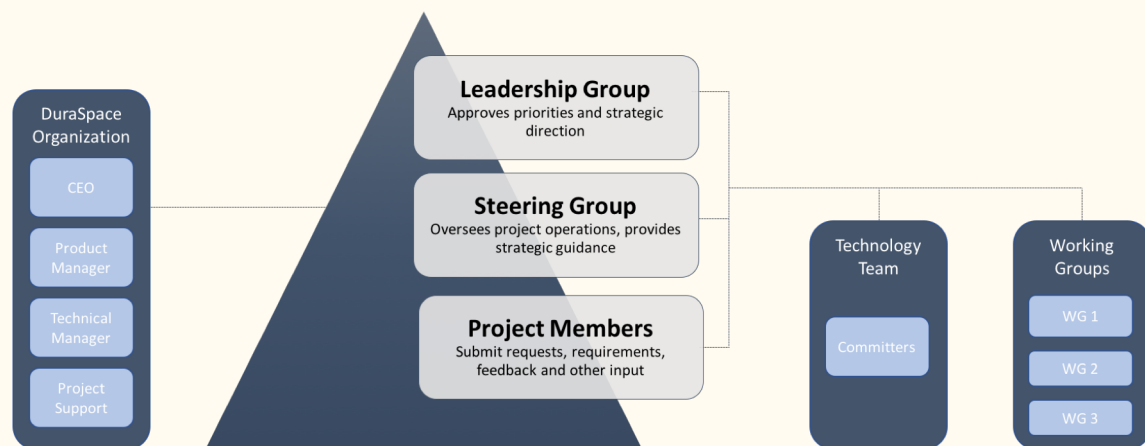 DuraSpace
Organization
CEO
Product
Manager
Technical
Manager
Project
Support
Leadership Group
Approves priorities and strategic
direction
Steering Group
Oversees project operations, provides
strategic guidance
Project Members
Submit requests, requirements,
feedback and other input
Technology
Team
Committers
Working
Groups
WG 1
WG 2
WG 3